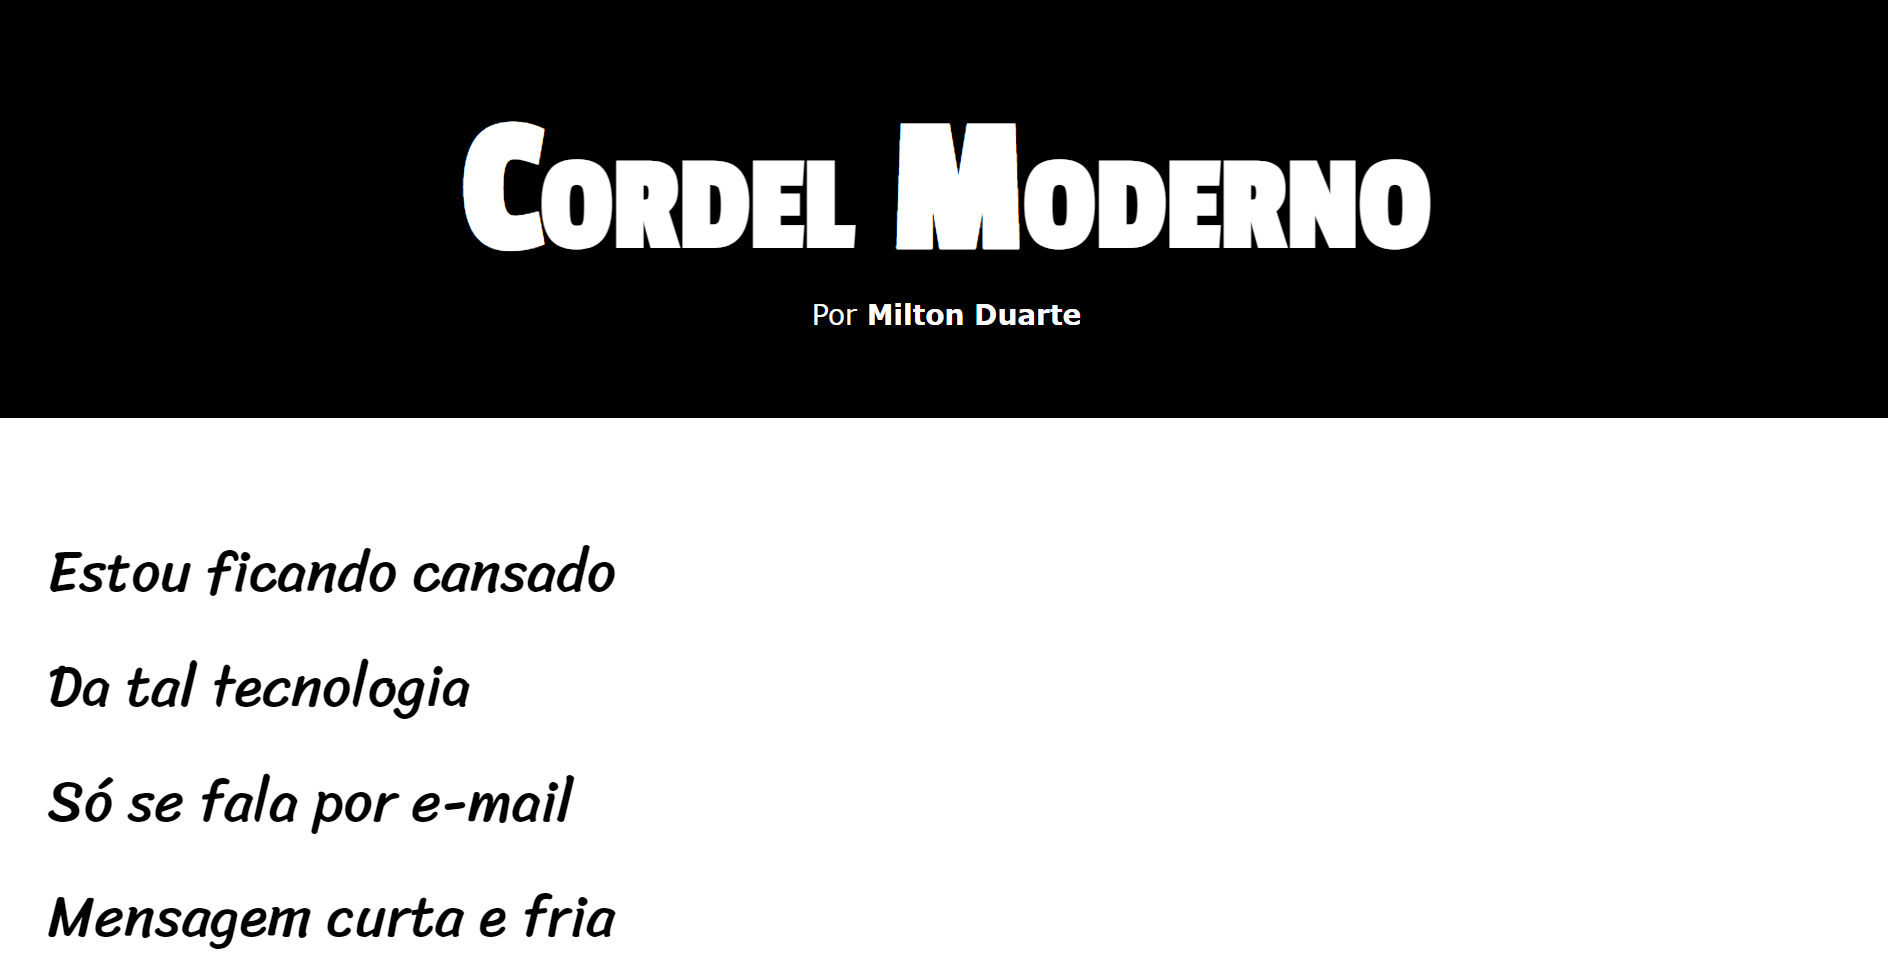 Cordel Moderno
Por Milton Duarte
Estou ficando cansado
Da tal tecnologia
Só se fala por e-mail
Mensagem curta e fria